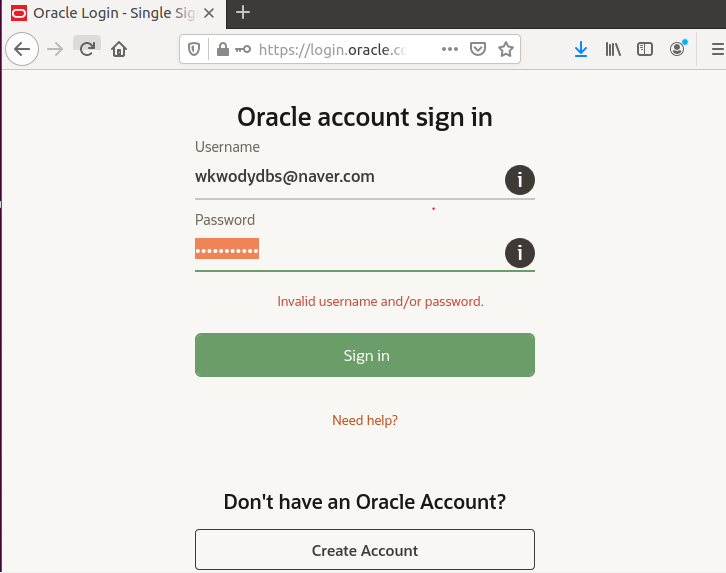 Oracle Login - Single Sig
https://login.oracle.co
Oracle account sign in
Username
wkwodydbs@naver.com
i
Password
•••••••••••
i
Invalid username and/or password.
Sign in
Need help?
Don't have an Oracle Account?
Create Account